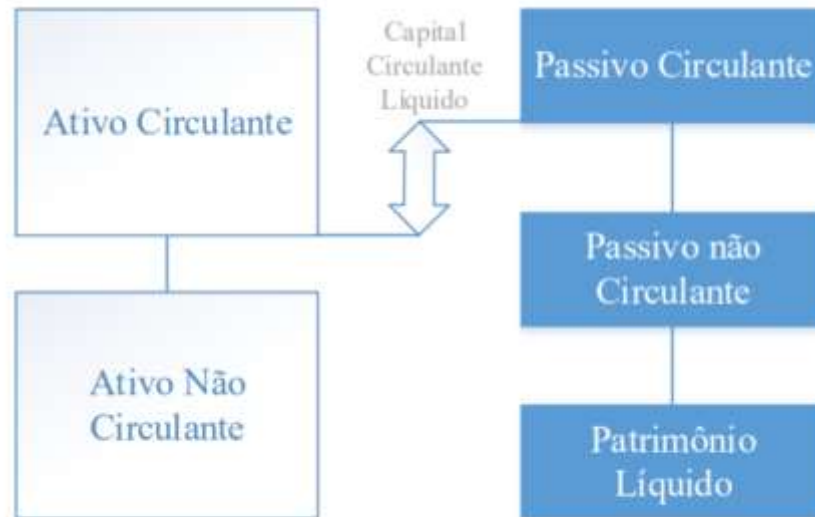 Capital
Circulante
Líquido
Ativo Circulante
Passivo Circulante
Passivo não
Circulante
Ativo Não
Circulante
Patrimônio
Líquido